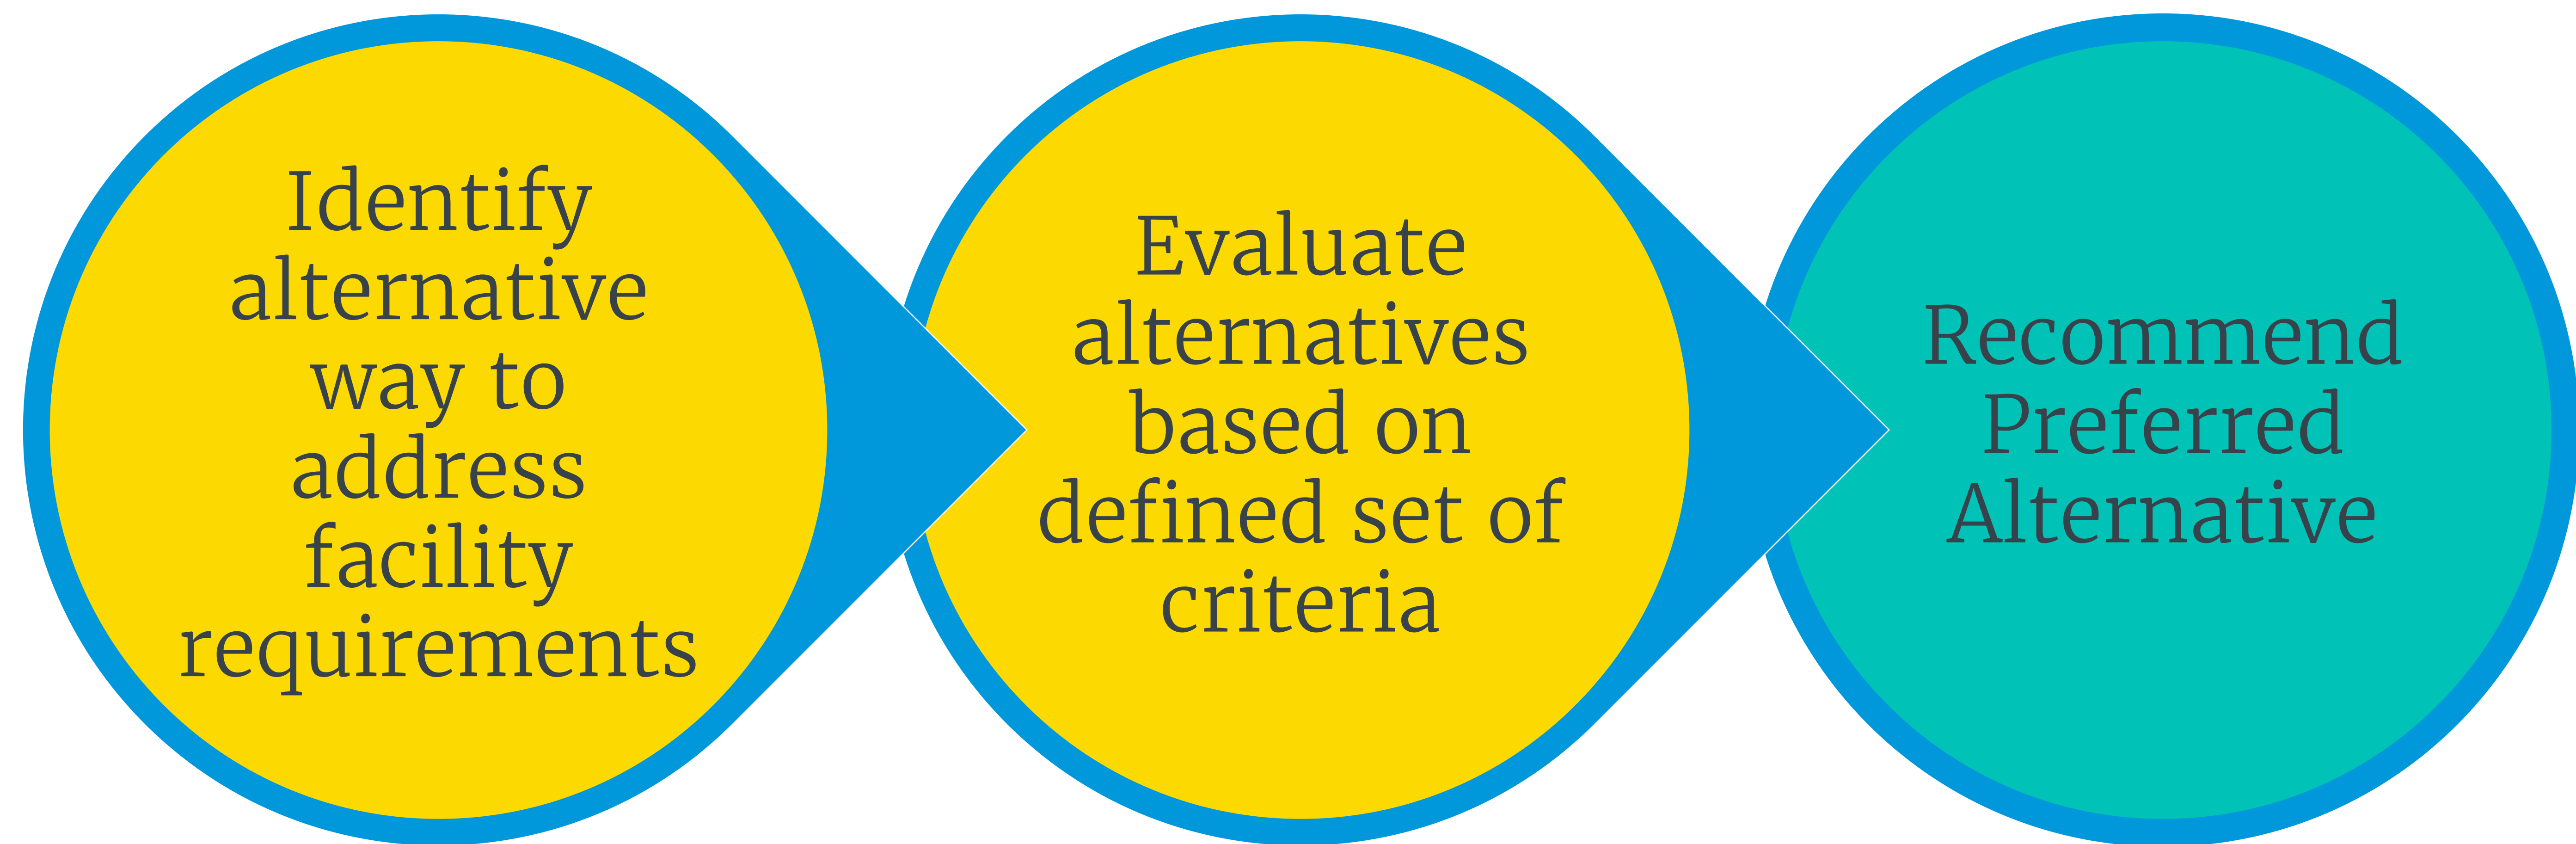 Identify
alternative
way to
address
facility
requirements
Evaluate
alternatives
based on
defined set of
criteria
Recommend
Preferred
Alternative